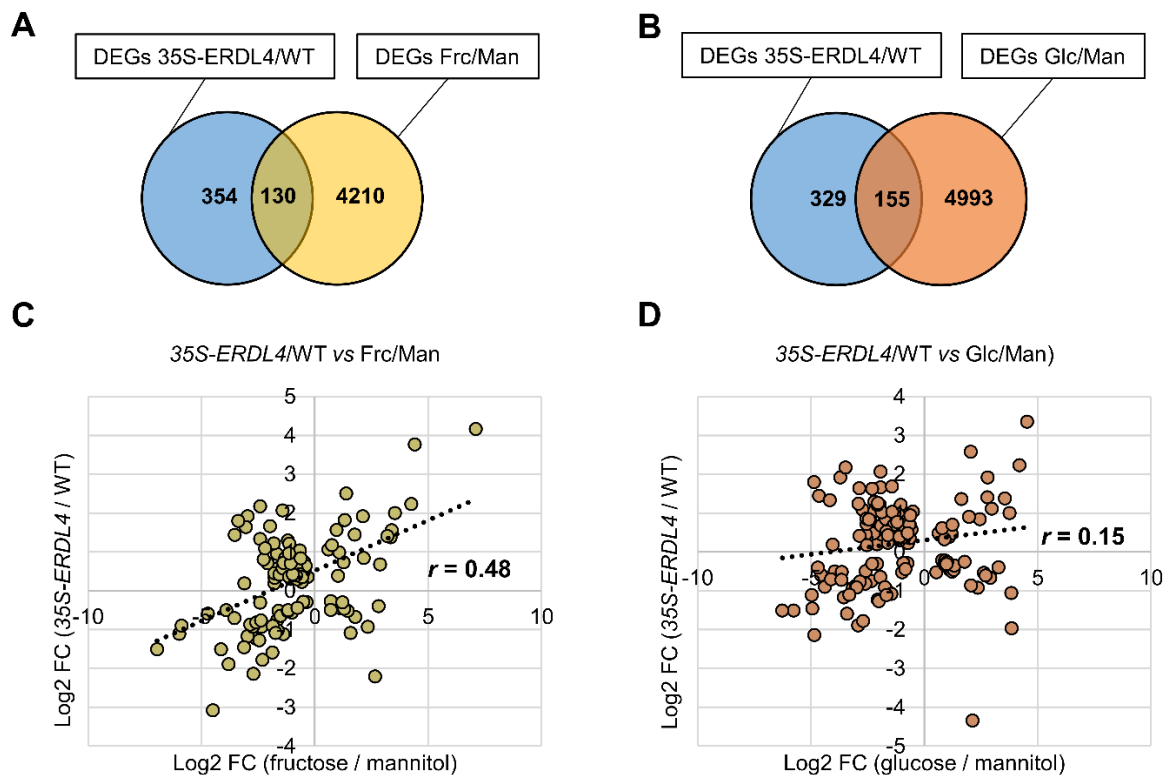 A
B
DEGs 35S-ERDL4/WT
DEGs Frc/Man
DEGs 35S-ERDL4/WT
DEGs Glc/Man
354
130
4210
329
155
4993
C
D
35S-ERDL4/WT vs Frc/Man
35S-ERDL4/WT vs Glc/Man)
5
4
3
2
1
0
-1
-2
-3
-4
-10
-5
0
5
10
r = 0.48
Log2 FC (35S-ERDL4 / WT)
Log2 FC (fructose / mannitol)
4
3
2
1
0
-1
-2
-3
-4
-5
-10
-5
0
5
10
r = 0.15
Log2 FC (35S-ERDL4 / WT)
Log2 FC (glucose / mannitol)